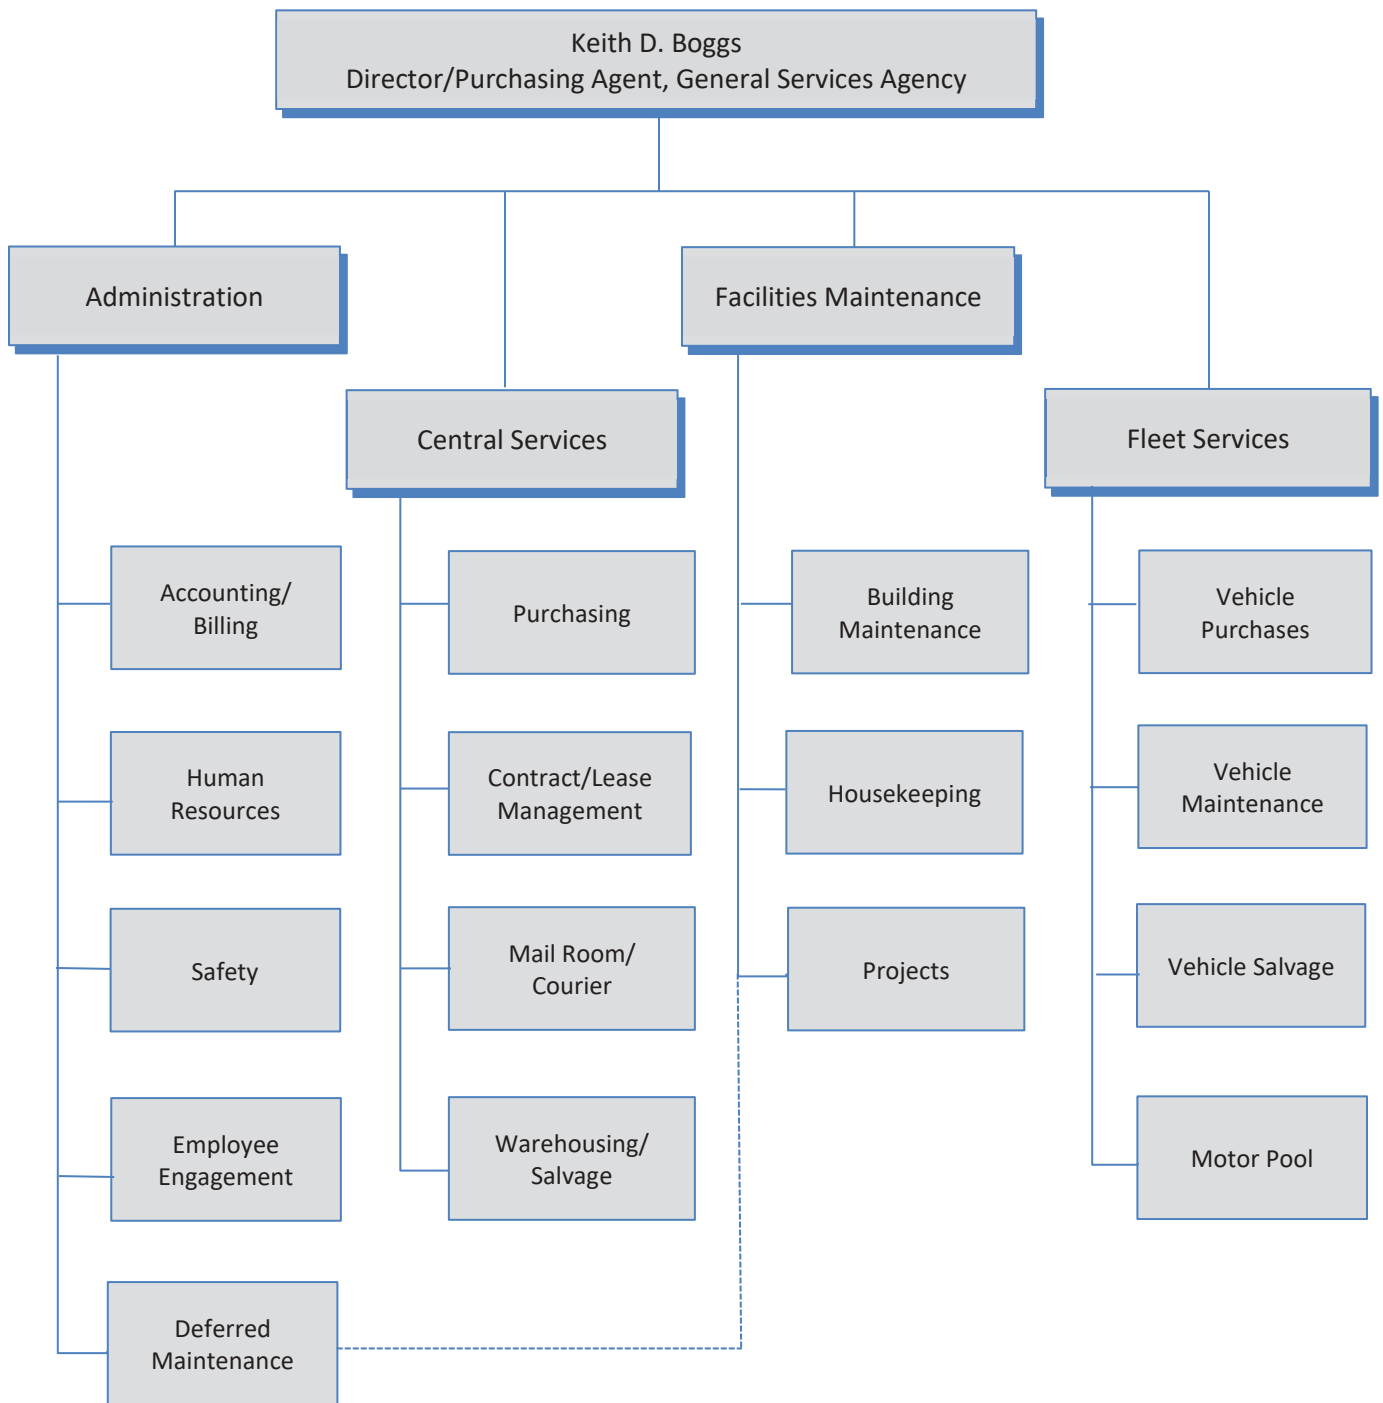 Keith D. Boggs
Director/Purchasing Agent, General Services Agency
Administration
Facilities Maintenance
Central Services
Fleet Services
Accounting/
Billing
Purchasing
Building
Maintenance
Vehicle
Purchases
Human
Resources
Contract/Lease
Management
Housekeeping
Vehicle
Maintenance
Safety
Mail Room/
Courier
Projects
Vehicle Salvage
Employee
Engagement
Warehousing/
Salvage
Motor Pool
Deferred
Maintenance